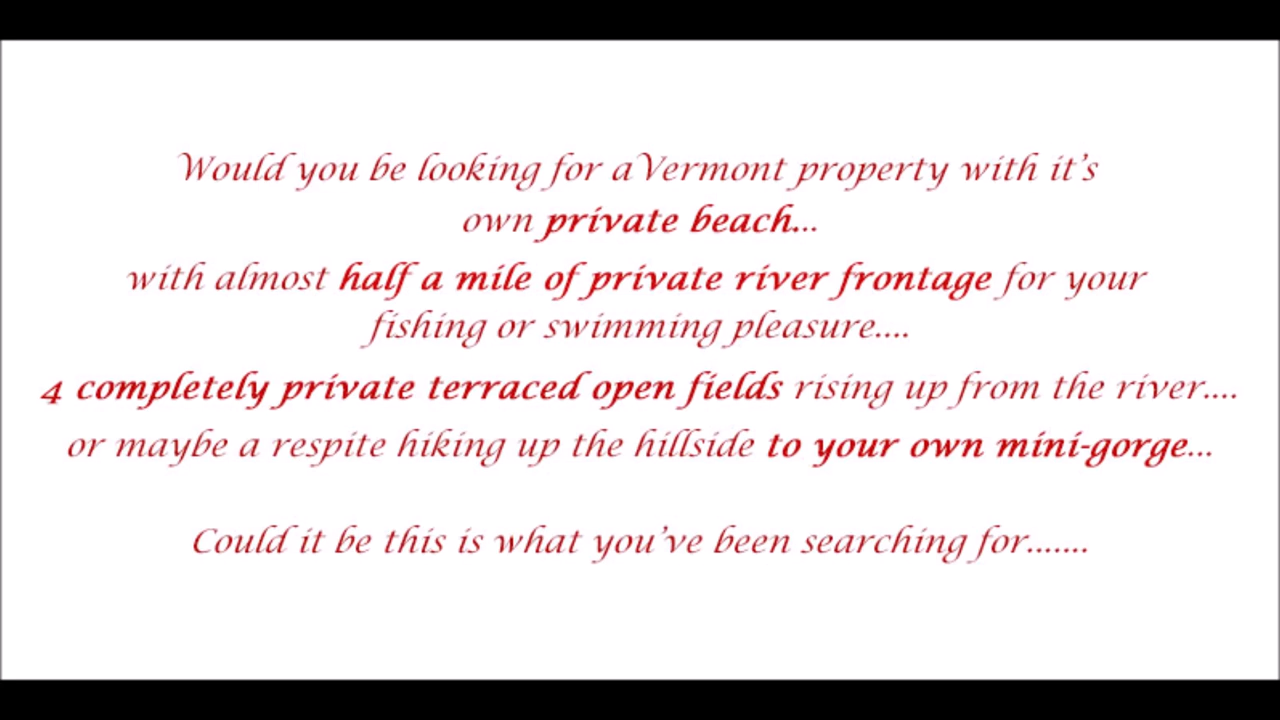 Would you be looking for a Vermont property with it's
own private beach...
with almost half a mile of private river frontage for your
fishing or swimming pleasure....
4 completely private terraced open fields rising up from the river....
or maybe a respite hiking up the hillside to your own mini-gorge...
Could it be this is what you've been searching for.......